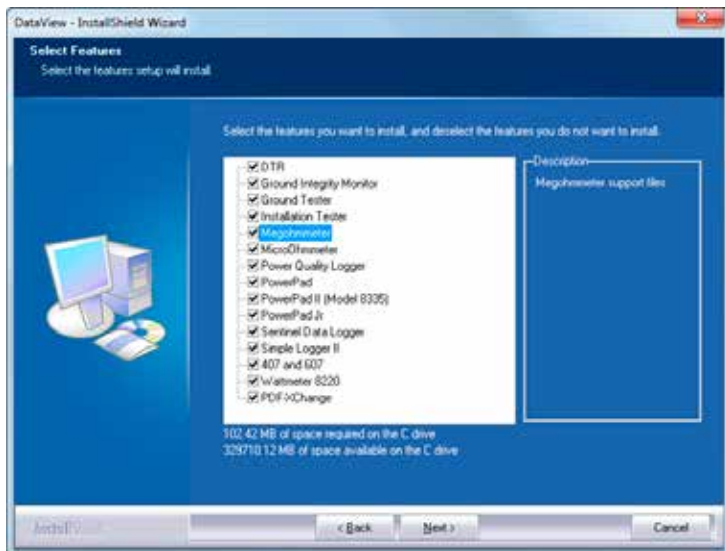 DataView - InstallShield Wizard
Select Features
Select the features setup will install.
Select the features you want to install, and deselect the features you do not want to install.
DTR
Ground Integrity Monitor
Ground Tester
Installation Tester
Megohmmeter
MicroOhmmeter
Power Quality Logger
PowerPad
PowerPad II (Model 8335)
PowerPad Jr
Sentinel Data Logger
Simple Logger II
407 and 607
Wattmeter 8220
PDF-XChange
Description
Megohmmeter support files
102.42 MB of space required on the C drive
329710.12 MB of space available on the C drive
< Back
Next >
Cancel